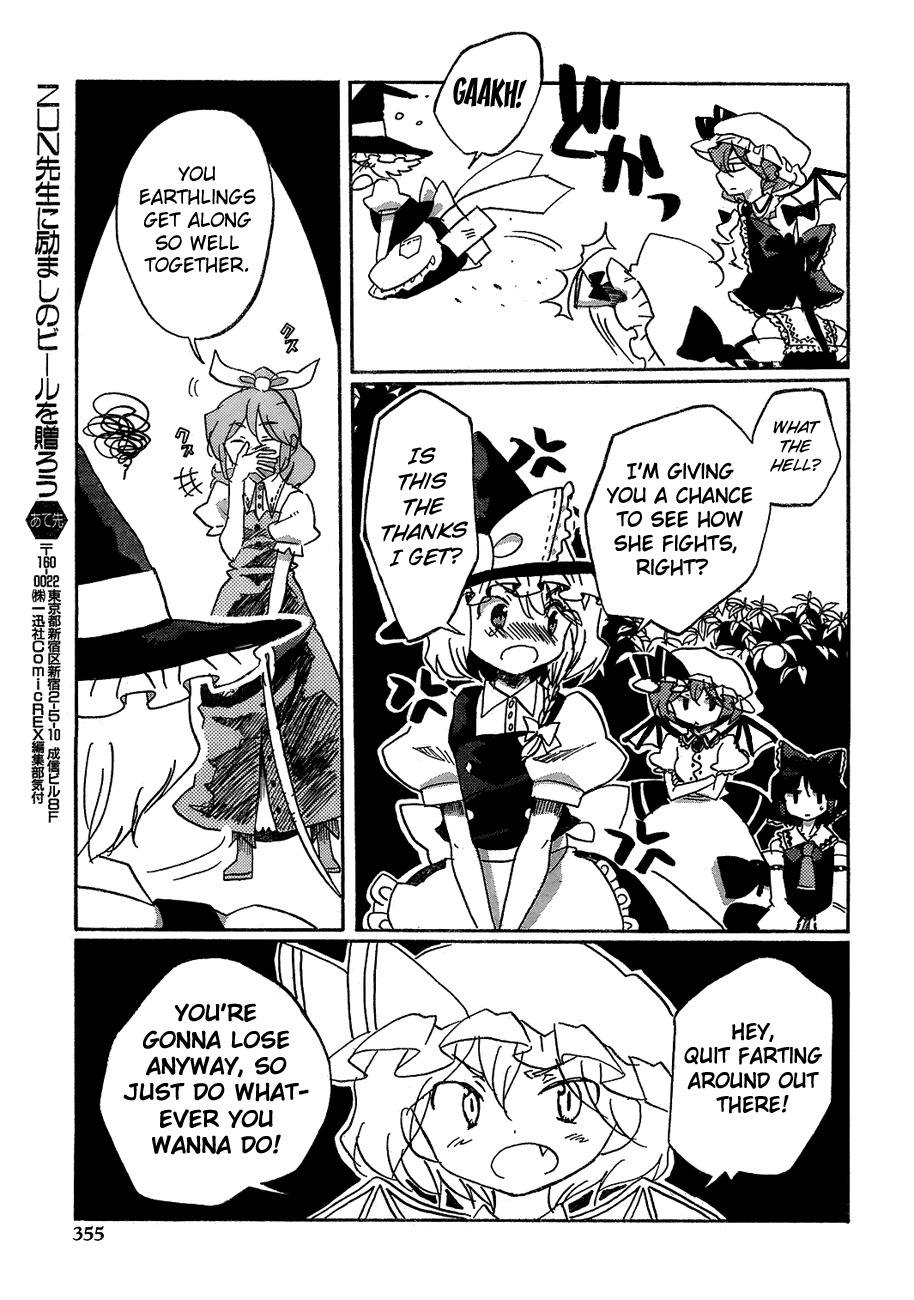 GAAKH!
どかっ
WHAT
THE
HELL?
I'M GIVING
YOU A CHANCE
TO SEE HOW
SHE FIGHTS,
RIGHT?
IS
THIS
THE
THANKS
I GET?
YOU
EARTHLINGS
GET ALONG
SO WELL
TOGETHER.
クス
クス
HEY,
QUIT FARTING
AROUND OUT
THERE!
YOU'RE
GONNA LOSE
ANYWAY, SO
JUST DO WHAT-
EVER YOU
WANNA DO!
ZUN先生に励ましのビールを贈ろう あて先 〒160-0022 東京都新宿区新宿2-5-10 成信ビル8F ㈱一迅社ComicREX編集部気付
355